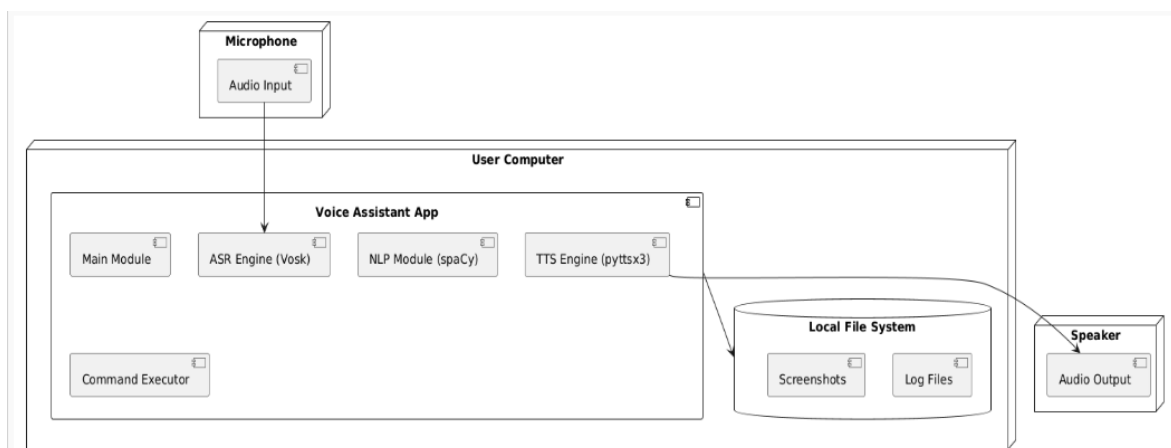 Microphone
Audio Input
User Computer
Voice Assistant App
Main Module
ASR Engine (Vosk)
NLP Module (spaCy)
TTS Engine (pyttsx3)
Command Executor
Local File System
Screenshots
Log Files
Speaker
Audio Output